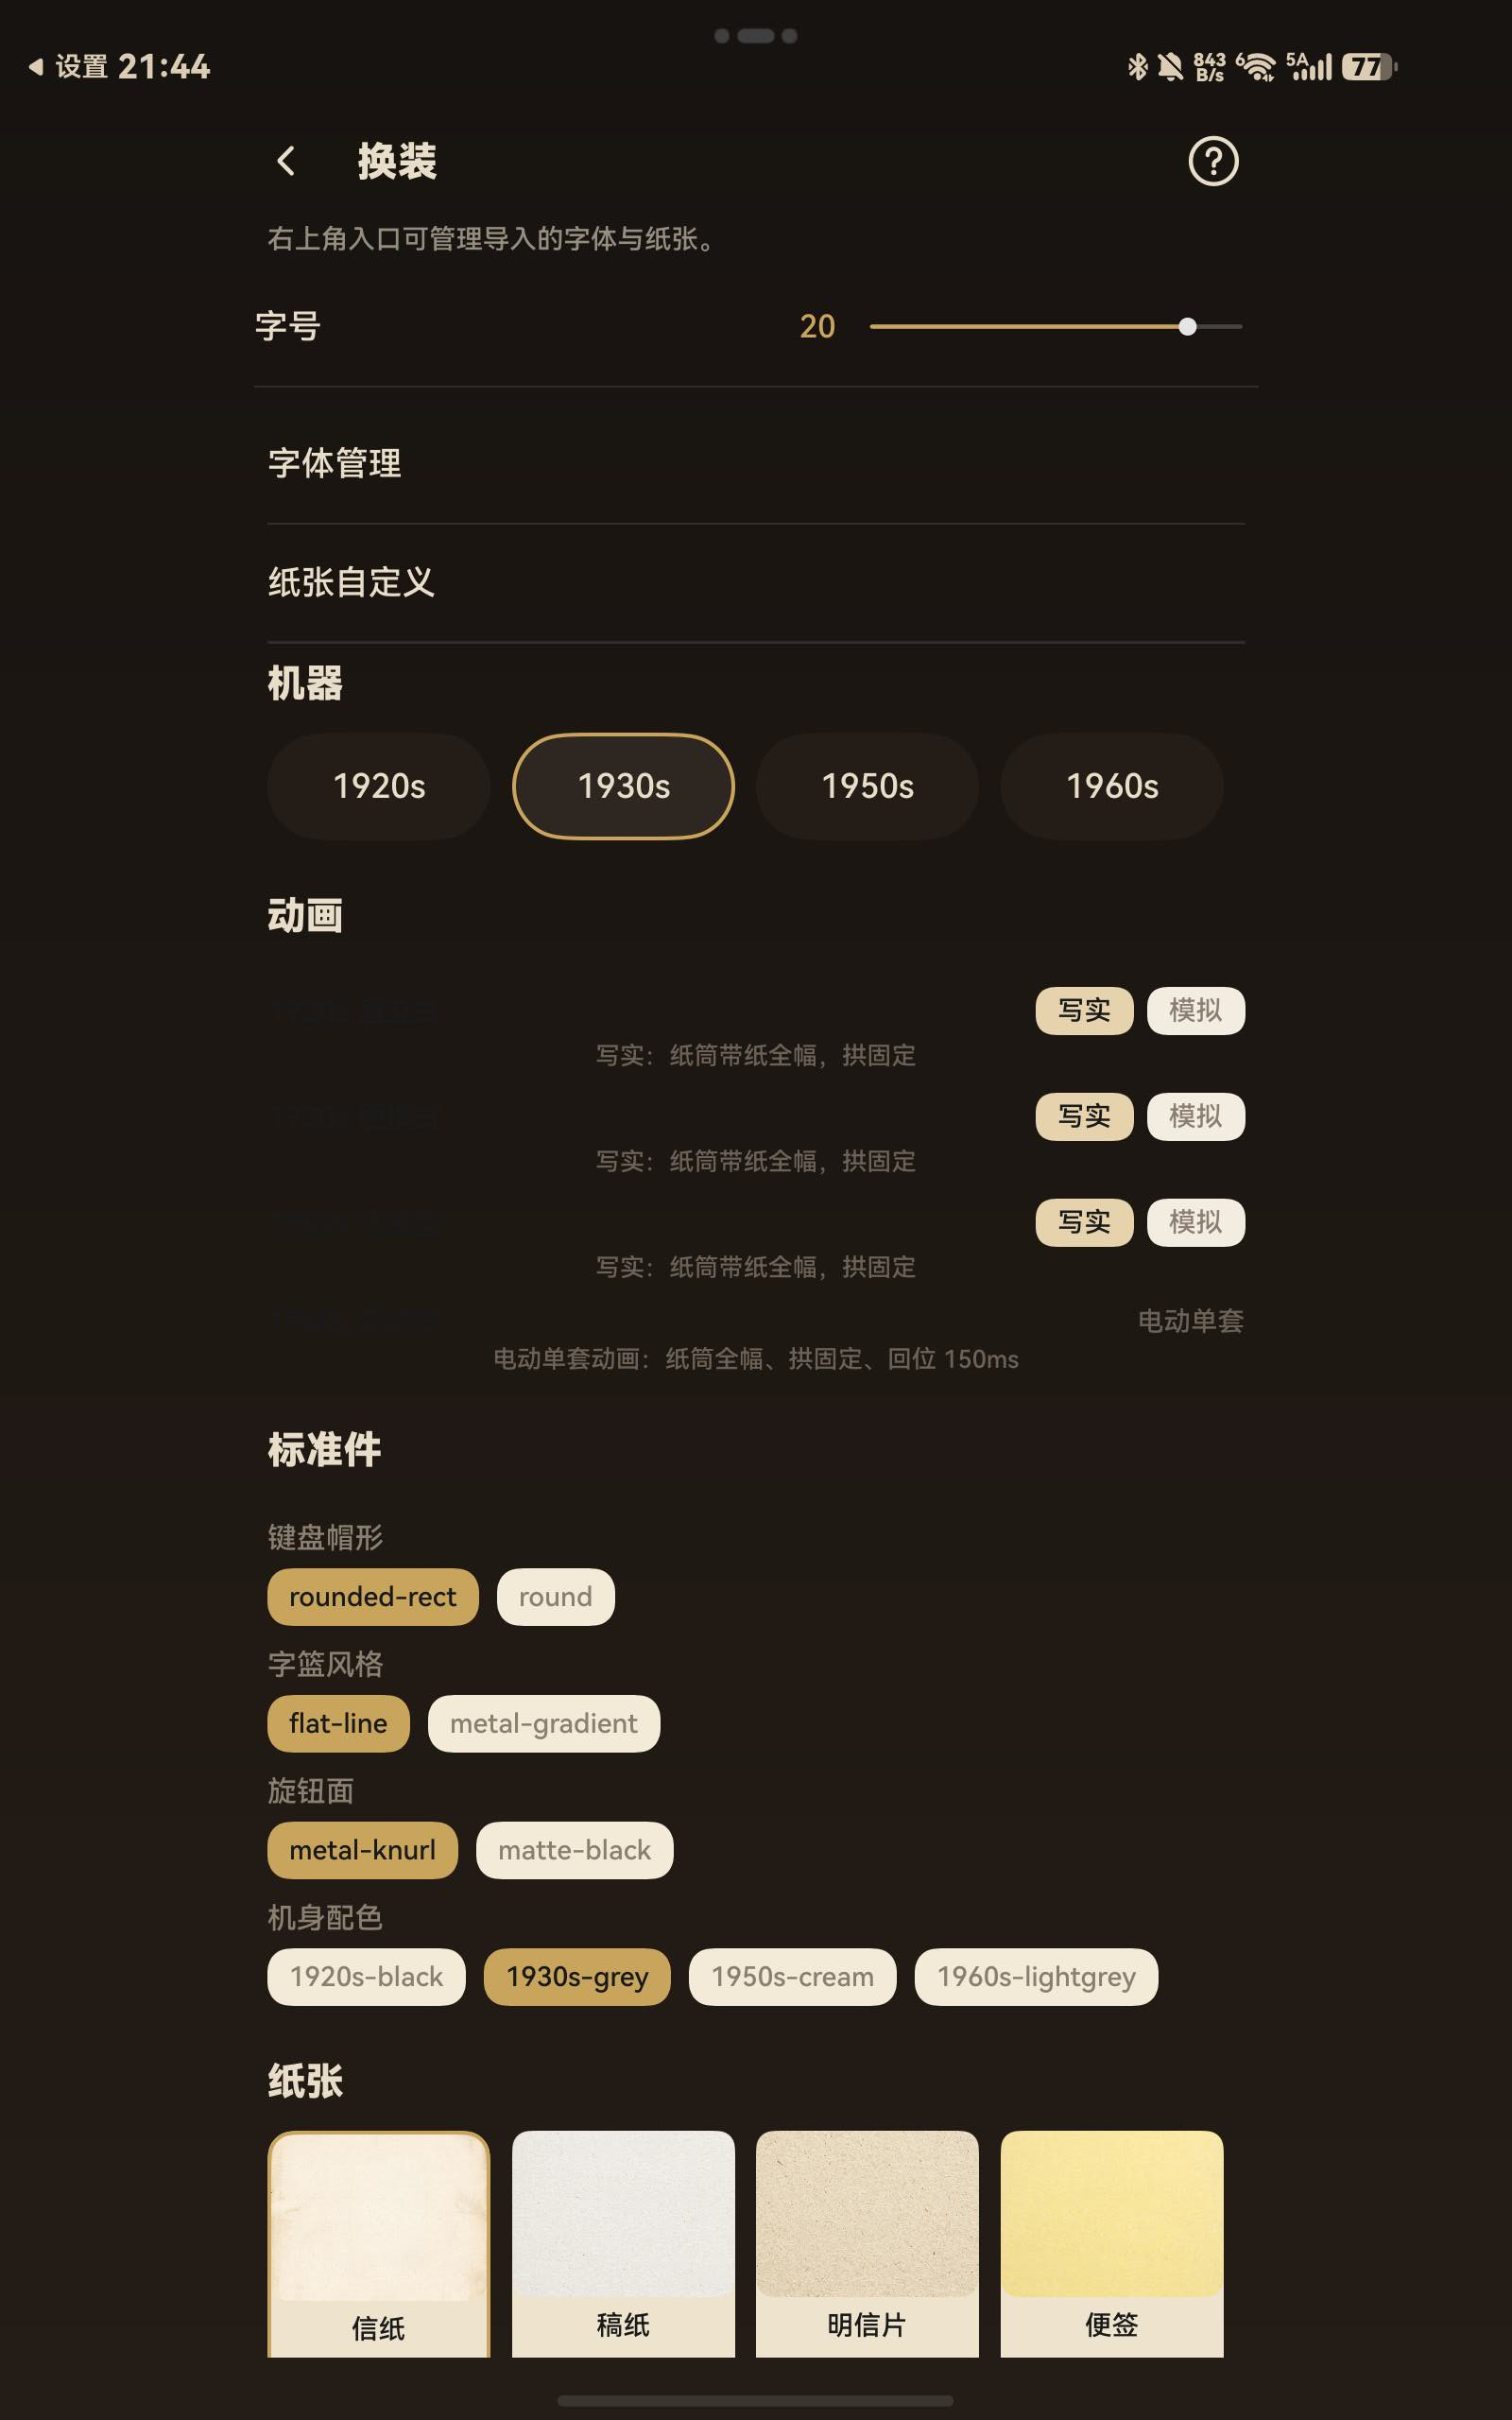 设置 21:44
843 B/s 6 5A 77
换装
右上角入口可管理导入的字体与纸张。
字号 20
字体管理
纸张自定义
机器
1920s 1930s 1950s 1960s
动画
写实 模拟
写实：纸筒带纸全幅，拱固定
写实 模拟
写实：纸筒带纸全幅，拱固定
写实 模拟
写实：纸筒带纸全幅，拱固定
电动单套
电动单套动画：纸筒全幅、拱固定、回位 150ms
标准件
键盘帽形
rounded-rect round
字篮风格
flat-line metal-gradient
旋钮面
metal-knurl matte-black
机身配色
1920s-black 1930s-grey 1950s-cream 1960s-lightgrey
纸张
信纸 稿纸 明信片 便签